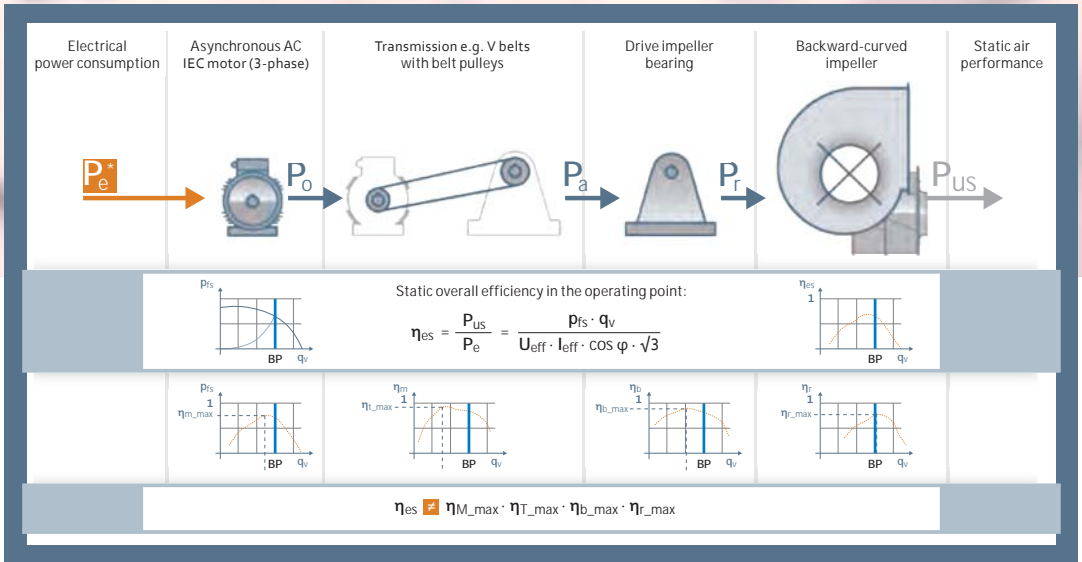 Electrical
power consumption
Asynchronous AC
IEC motor (3-phase)
Transmission e.g. V belts
with belt pulleys
Drive impeller
bearing
Backward-curved
impeller
Static air
performance
Pe*
Po
Pa
Pr
Pus
pfs
BP qv
Static overall efficiency in the operating point:
ηes = Pus / Pe = pfs · qv / Ueff · Ieff · cos φ · √3
ηes
1
BP qv
pfs
1
ηm_max
BP qv
ηm
1
ηt_max
BP qv
ηb
1
ηb_max
BP qv
ηr
1
ηr_max
BP qv
ηes ≠ ηM_max · ηT_max · ηb_max · ηr_max